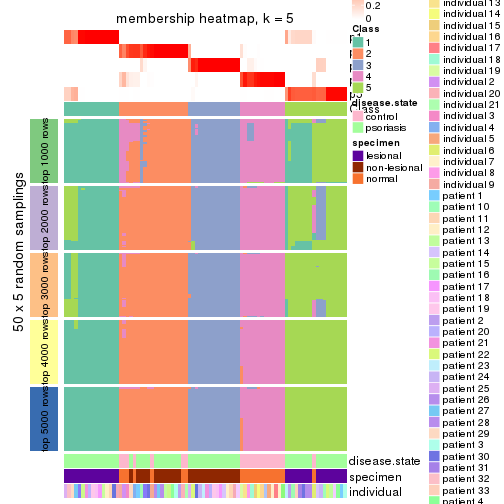 membership heatmap, k = 5
0.2
0
Class
1
2
3
4
5
disease.state
control
psoriasis
specimen
lesional
non-lesional
normal
Class
50 x 5 random samplings
top 1000 rows
top 2000 rows
top 3000 rows
top 4000 rows
top 5000 rows
disease.state
specimen
individual
individual 13
individual 14
individual 15
individual 16
individual 17
individual 18
individual 19
individual 2
individual 20
individual 21
individual 3
individual 4
individual 5
individual 6
individual 7
individual 8
individual 9
patient 1
patient 10
patient 11
patient 12
patient 13
patient 14
patient 15
patient 16
patient 17
patient 18
patient 19
patient 2
patient 20
patient 21
patient 22
patient 23
patient 24
patient 25
patient 26
patient 27
patient 28
patient 29
patient 3
patient 30
patient 31
patient 32
patient 33
patient 4